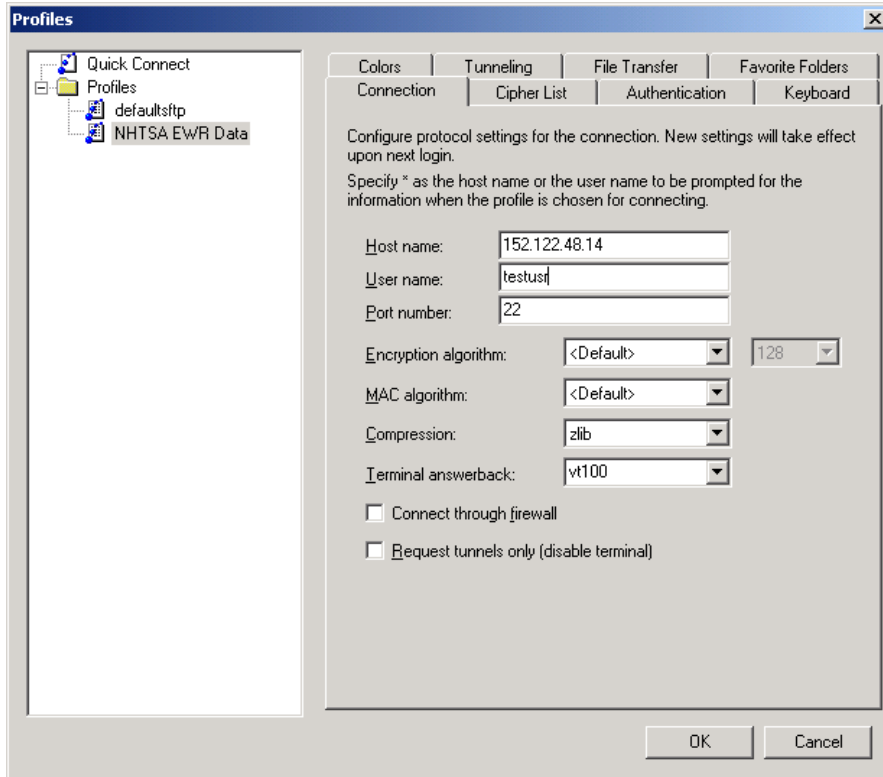 Profiles
Quick Connect
Profiles
defaultsftp
NHTSA EWR Data
Colors
Tunneling
File Transfer
Favorite Folders
Connection
Cipher List
Authentication
Keyboard
Configure protocol settings for the connection. New settings will take effect
upon next login.
Specify * as the host name or the user name to be prompted for the
information when the profile is chosen for connecting.
Host name: 152.122.48.14
User name: testusr
Port number: 22
Encryption algorithm: <Default> 128
MAC algorithm: <Default>
Compression: zlib
Terminal answerback: vt100
Connect through firewall
Request tunnels only (disable terminal)
OK
Cancel